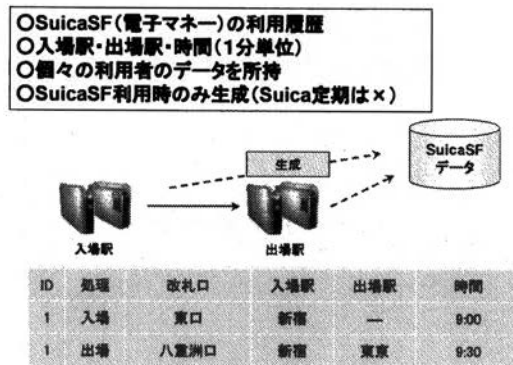 ○SuicaSF(電子マネー)の利用履歴
○入場駅・出場駅・時間(1分単位)
○個々の利用者のデータを所持
○SuicaSF利用時のみ生成(Suica定期は×)
生成
SuicaSF
データ
入場駅
出場駅
ID 処理 改札口 入場駅 出場駅 時間
1 入場 東口 新宿 — 9:00
1 出場 八重洲口 新宿 東京 9:30